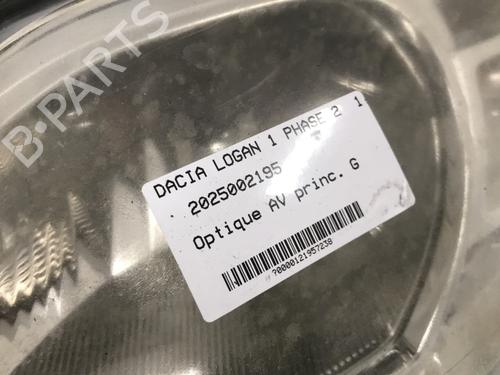 B-PARTS
DACIA LOGAN 1 PHASE 2 1
2025002195
Optique AV princ. G
70000121957238